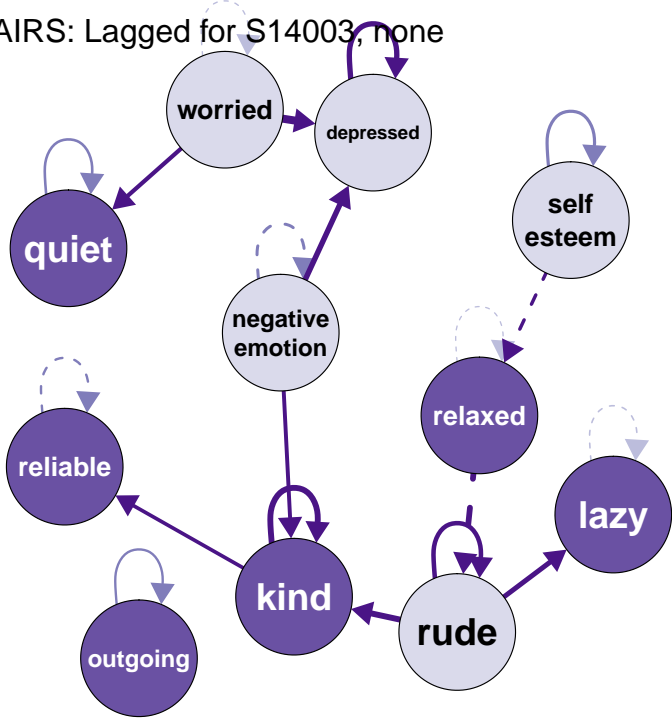 AIRS: Lagged for S14003, none
worried
depressed
self
esteem
quiet
negative
emotion
relaxed
reliable
lazy
kind
rude
outgoing